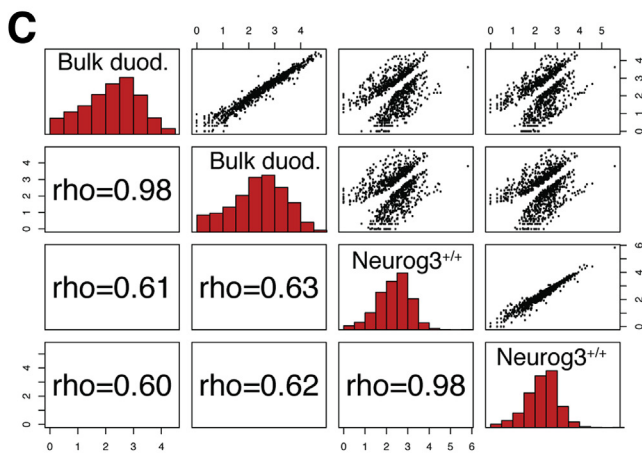 C
0 1 2 3 4
0 1 2 3 4 5
Bulk duod.
0 1 2 3 4
0 1 2 3 4
rho=0.98
Bulk duod.
rho=0.61
rho=0.63
Neurog3+/+
0 2 4 6
0 1 2 3 4 5
rho=0.60
rho=0.62
rho=0.98
Neurog3+/+
0 1 2 3 4
0 1 2 3 4 5 6